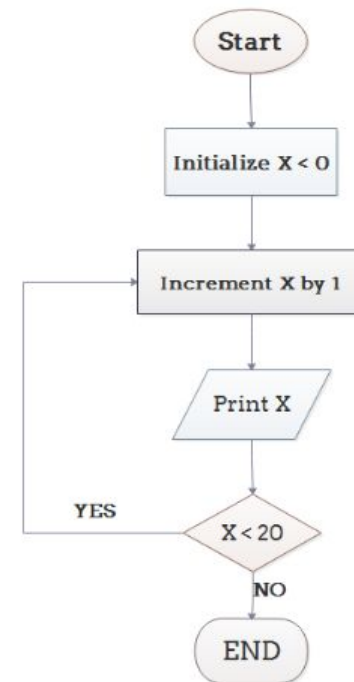 Start
Initialize X < 0
Increment X by 1
Print X
YES
X < 20
NO
END